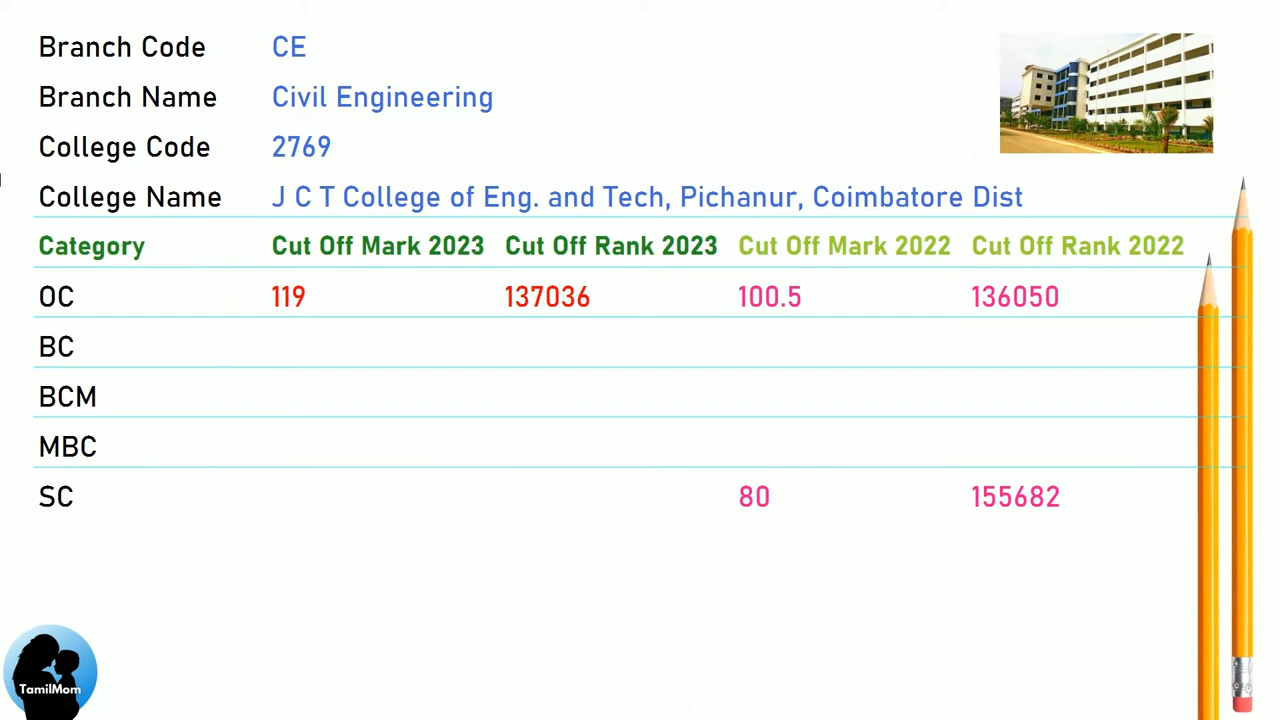 Branch Code CE
Branch Name Civil Engineering
College Code 2769
College Name J C T College of Eng. and Tech, Pichanur, Coimbatore Dist
Category Cut Off Mark 2023 Cut Off Rank 2023 Cut Off Mark 2022 Cut Off Rank 2022
OC 119 137036 100.5 136050
BC
BCM
MBC
SC 80 155682
TamilMom